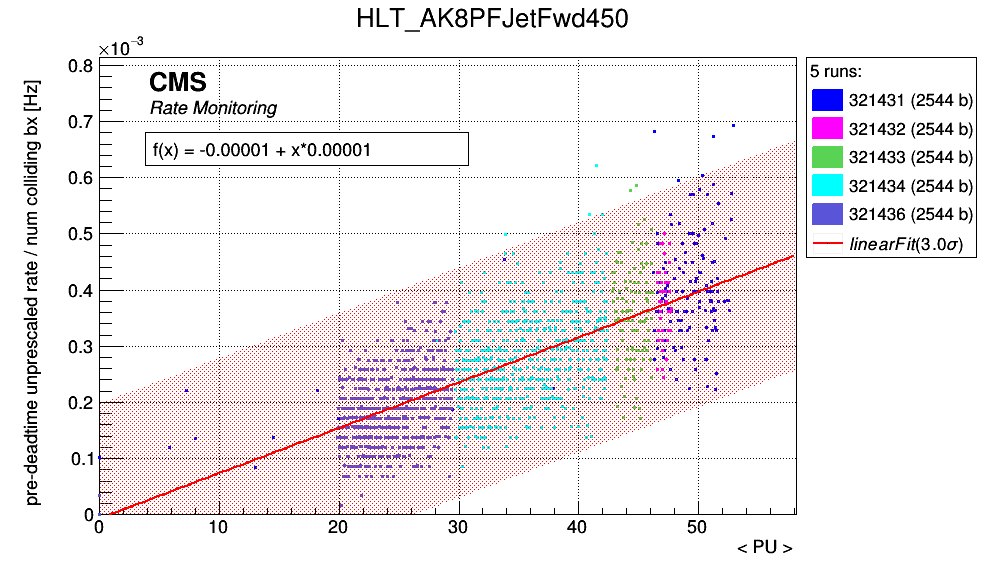 HLT_AK8PFJetFwd450
×10⁻³
CMS
Rate Monitoring
f(x) = -0.00001 + x*0.00001
pre-deadtime unprescaled rate / num colliding bx [Hz]
0.8
0.7
0.6
0.5
0.4
0.3
0.2
0.1
0
0 10 20 30 40 50
< PU >
5 runs:
321431 (2544 b)
321432 (2544 b)
321433 (2544 b)
321434 (2544 b)
321436 (2544 b)
linearFit(3.0σ)